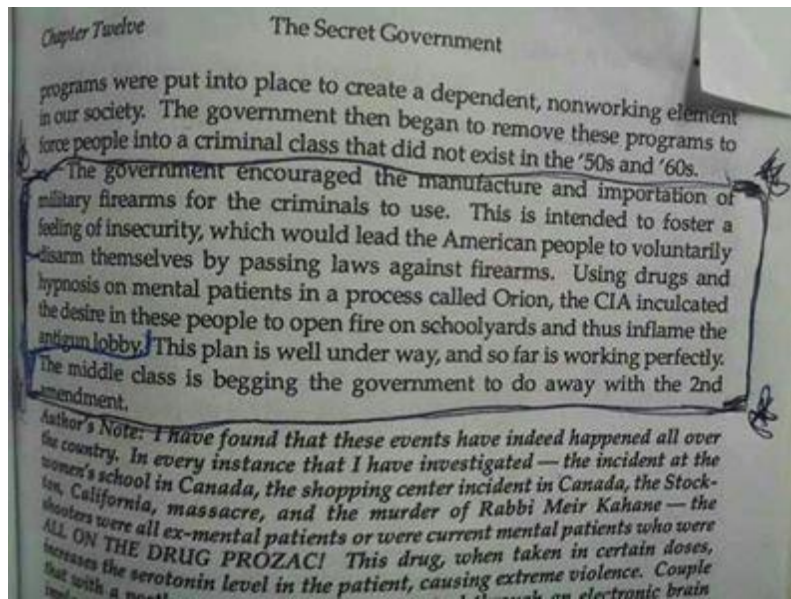 Chapter Twelve The Secret Government
programs were put into place to create a dependent, nonworking element
in our society. The government then began to remove these programs to
force people into a criminal class that did not exist in the '50s and '60s.
The government encouraged the manufacture and importation of
military firearms for the criminals to use. This is intended to foster a
feeling of insecurity, which would lead the American people to voluntarily
disarm themselves by passing laws against firearms. Using drugs and
hypnosis on mental patients in a process called Orion, the CIA inculcated
the desire in these people to open fire on schoolyards and thus inflame the
antigun lobby. This plan is well under way, and so far is working perfectly.
The middle class is begging the government to do away with the 2nd
amendment.
Author's Note: I have found that these events have indeed happened all over
the country. In every instance that I have investigated — the incident at the
women's school in Canada, the shopping center incident in Canada, the Stock-
ton, California, massacre, and the murder of Rabbi Meir Kahane — the
shooters were all ex-mental patients or were current mental patients who were
ALL ON THE DRUG PROZAC! This drug, when taken in certain doses,
increases the serotonin level in the patient, causing extreme violence. Couple
that with a an electronic brain